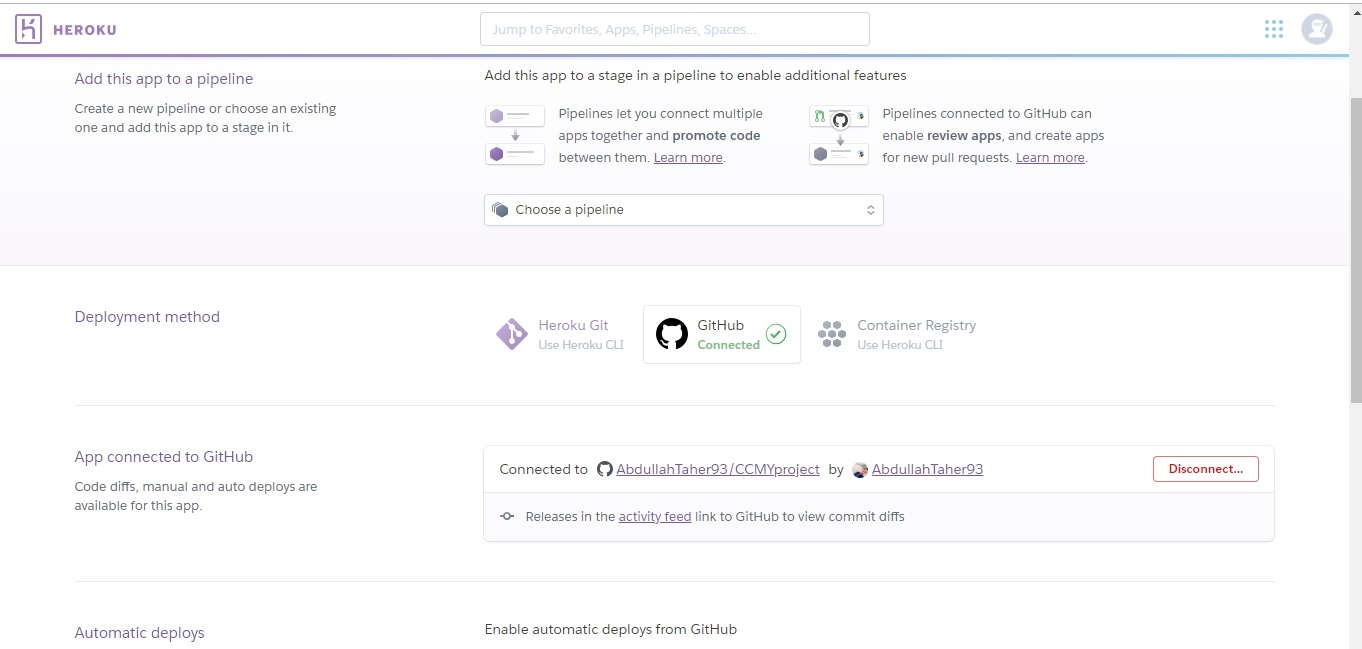 HEROKU
Jump to Favorites, Apps, Pipelines, Spaces...
Add this app to a pipeline
Create a new pipeline or choose an existing
one and add this app to a stage in it.
Add this app to a stage in a pipeline to enable additional features
Pipelines let you connect multiple
apps together and promote code
between them. Learn more.
Pipelines connected to GitHub can
enable review apps, and create apps
for new pull requests. Learn more.
Choose a pipeline
Deployment method
Heroku Git
Use Heroku CLI
GitHub
Connected
Container Registry
Use Heroku CLI
App connected to GitHub
Code diffs, manual and auto deploys are
available for this app.
Connected to AbdullahTaher93/CCMYproject by AbdullahTaher93
Disconnect...
Releases in the activity feed link to GitHub to view commit diffs
Automatic deploys
Enable automatic deploys from GitHub